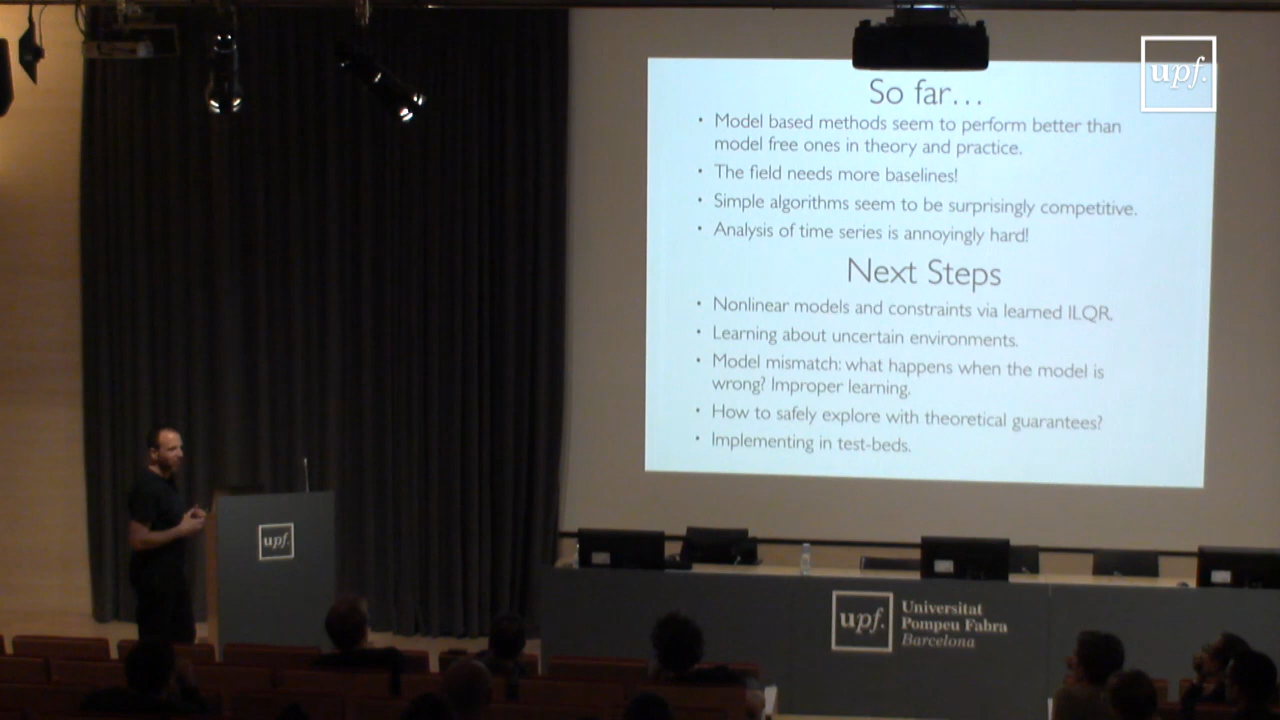 So far...
• Model based methods seem to perform better than
model free ones in theory and practice.
• The field needs more baselines!
• Simple algorithms seem to be surprisingly competitive.
• Analysis of time series is annoyingly hard!
Next Steps
• Nonlinear models and constraints via learned ILQR.
• Learning about uncertain environments.
• Model mismatch: what happens when the model is
wrong? Improper learning.
• How to safely explore with theoretical guarantees?
• Implementing in test-beds.
upf.
upf.
upf.
Universitat
Pompeu Fabra
Barcelona